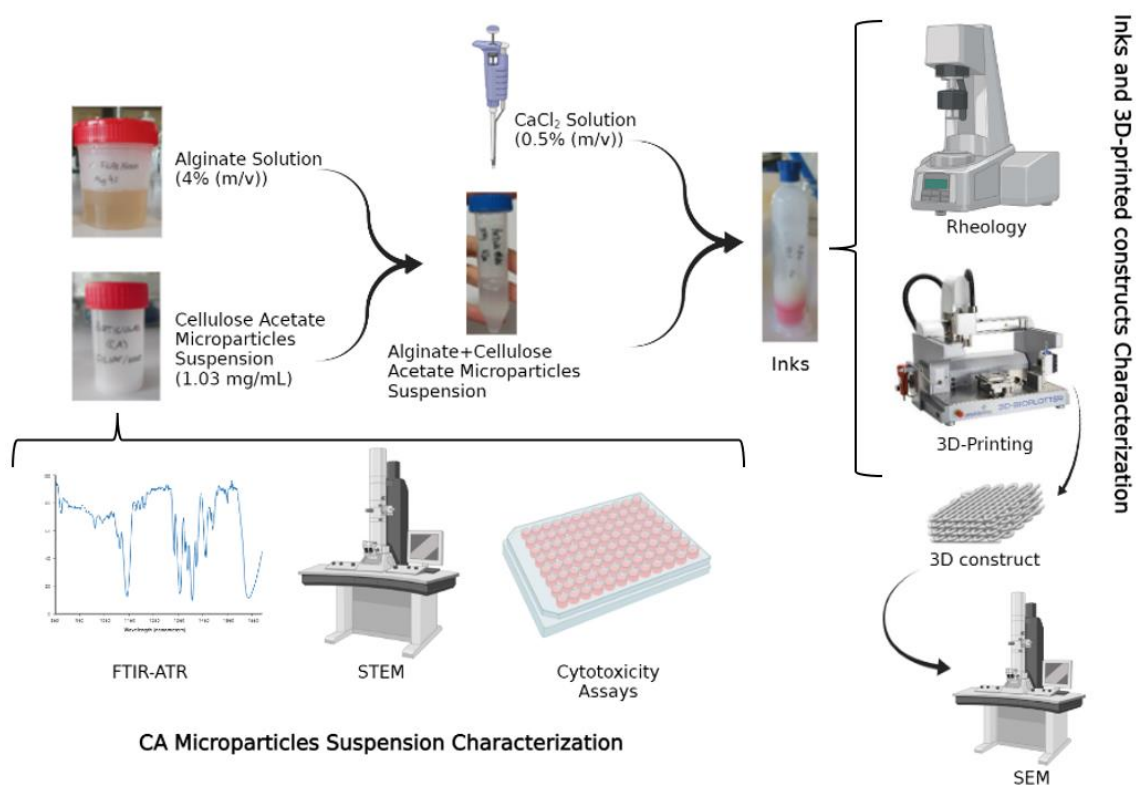 Alginate Solution
(4% (m/v))
Cellulose Acetate
Microparticles
Suspension
(1.03 mg/mL)
CaCl₂ Solution
(0.5% (m/v))
Alginate+Cellulose
Acetate Microparticles
Suspension
Inks
Rheology
3D-BIOPLOTTER
3D-Printing
3D construct
SEM
Inks and 3D-printed constructs Characterization
FTIR-ATR
STEM
Cytotoxicity
Assays
CA Microparticles Suspension Characterization